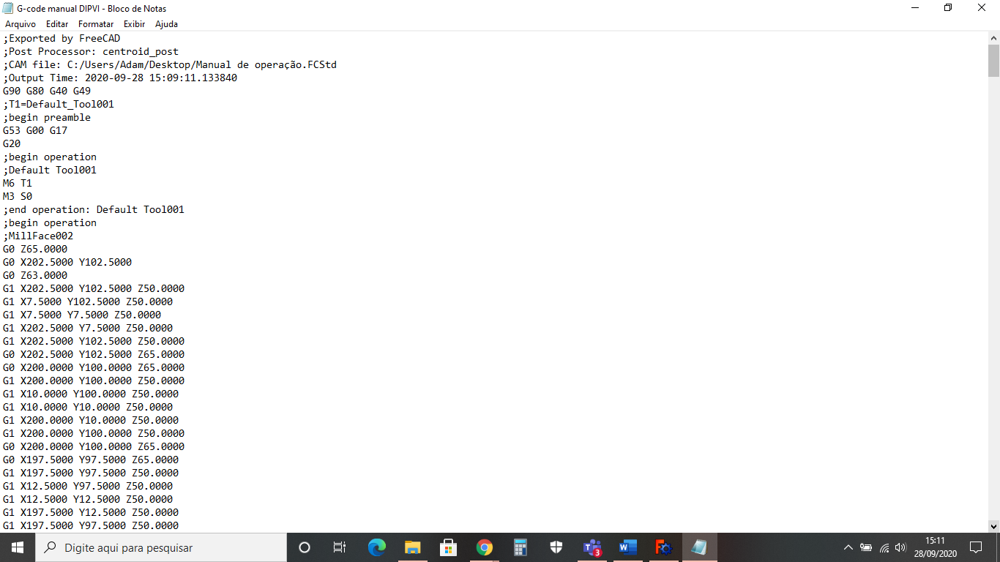 G-code manual DIPVI - Bloco de Notas
Arquivo Editar Formatar Exibir Ajuda
;Exported by FreeCAD
;Post Processor: centroid_post
;CAM file: C:/Users/Adam/Desktop/Manual de operação.FCStd
;Output Time: 2020-09-28 15:09:11.133840
G90 G80 G40 G49
;T1=Default_Tool001
;begin preamble
G53 G00 G17
G20
;begin operation
;Default Tool001
M6 T1
M3 S0
;end operation: Default Tool001
;begin operation
;MillFace002
G0 Z65.0000
G0 X202.5000 Y102.5000
G0 Z63.0000
G1 X202.5000 Y102.5000 Z50.0000
G1 X7.5000 Y102.5000 Z50.0000
G1 X7.5000 Y7.5000 Z50.0000
G1 X202.5000 Y7.5000 Z50.0000
G1 X202.5000 Y102.5000 Z50.0000
G0 X202.5000 Y102.5000 Z65.0000
G0 X200.0000 Y100.0000 Z65.0000
G1 X200.0000 Y100.0000 Z50.0000
G1 X10.0000 Y100.0000 Z50.0000
G1 X10.0000 Y10.0000 Z50.0000
G1 X200.0000 Y10.0000 Z50.0000
G1 X200.0000 Y100.0000 Z50.0000
G0 X200.0000 Y100.0000 Z65.0000
G0 X197.5000 Y97.5000 Z65.0000
G1 X197.5000 Y97.5000 Z50.0000
G1 X12.5000 Y97.5000 Z50.0000
G1 X12.5000 Y12.5000 Z50.0000
G1 X197.5000 Y12.5000 Z50.0000
G1 X197.5000 Y97.5000 Z50.0000
Digite aqui para pesquisar
3
15:11
28/09/2020